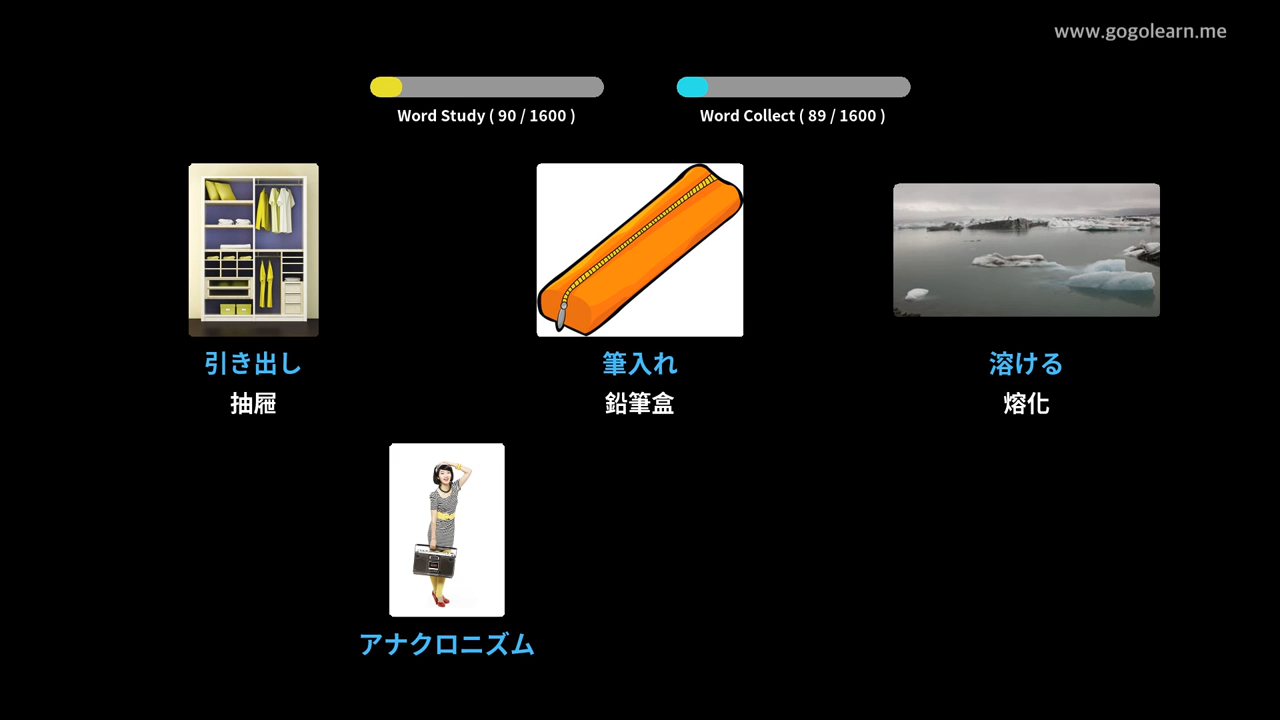 www.gogolearn.me
Word Study ( 90 / 1600 )
Word Collect ( 89 / 1600 )
引き出し
筆入れ
溶ける
抽屜
鉛筆盒
熔化
アナクロニズム